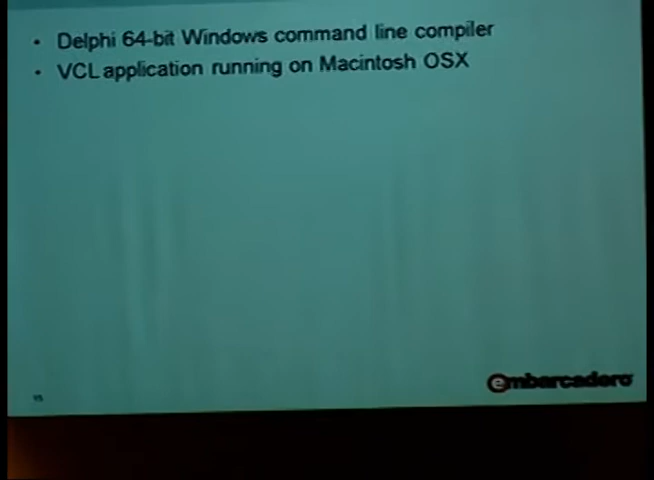 • Delphi 64-bit Windows command line compiler
• VCL application running on Macintosh OSX
embarcadero